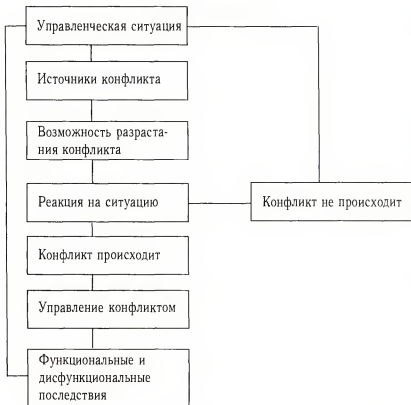 Управленческая ситуация
Источники конфликта
Возможность разраста-
ния конфликта
Реакция на ситуацию
Конфликт не происходит
Конфликт происходит
Управление конфликтом
Функциональные и
дисфункциональные
последствия